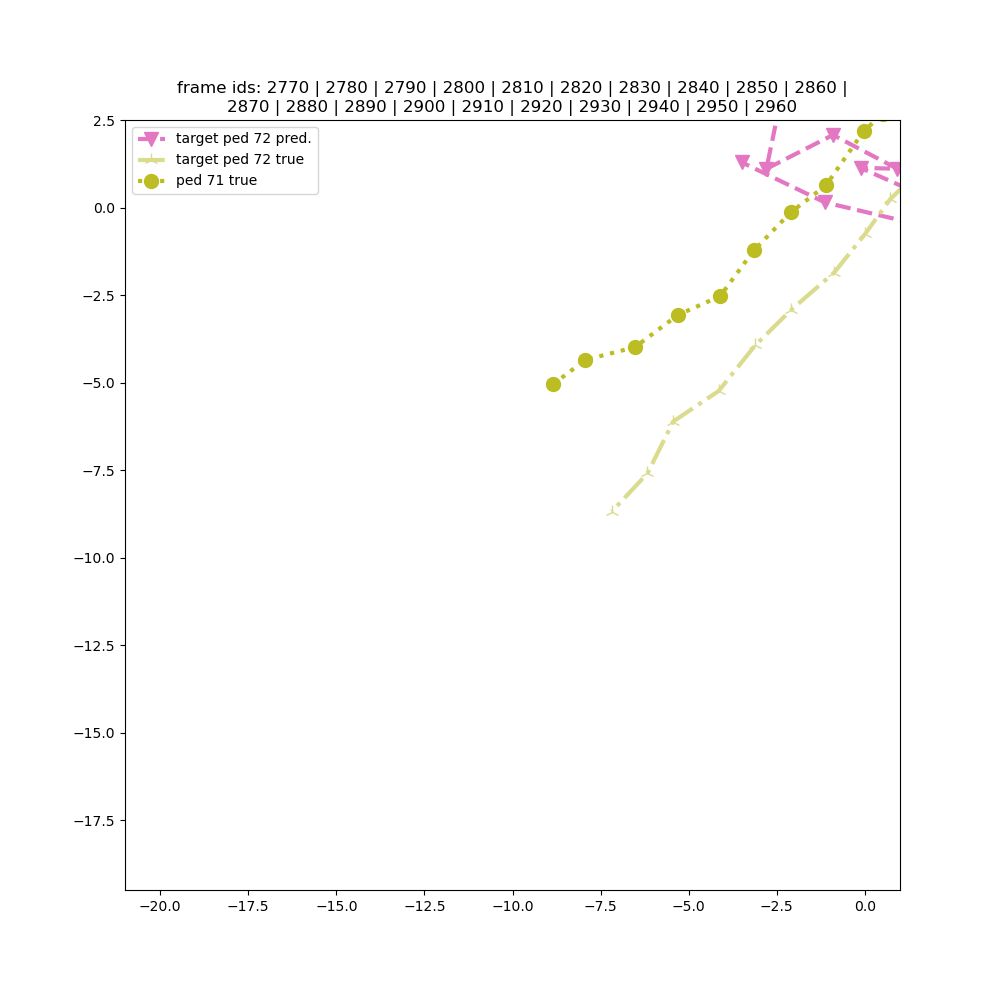 frame ids: 2770 | 2780 | 2790 | 2800 | 2810 | 2820 | 2830 | 2840 | 2850 | 2860 |
2870 | 2880 | 2890 | 2900 | 2910 | 2920 | 2930 | 2940 | 2950 | 2960
target ped 72 pred.
target ped 72 true
ped 71 true
2.5
0.0
−2.5
−5.0
−7.5
−10.0
−12.5
−15.0
−17.5
−20.0 −17.5 −15.0 −12.5 −10.0 −7.5 −5.0 −2.5 0.0